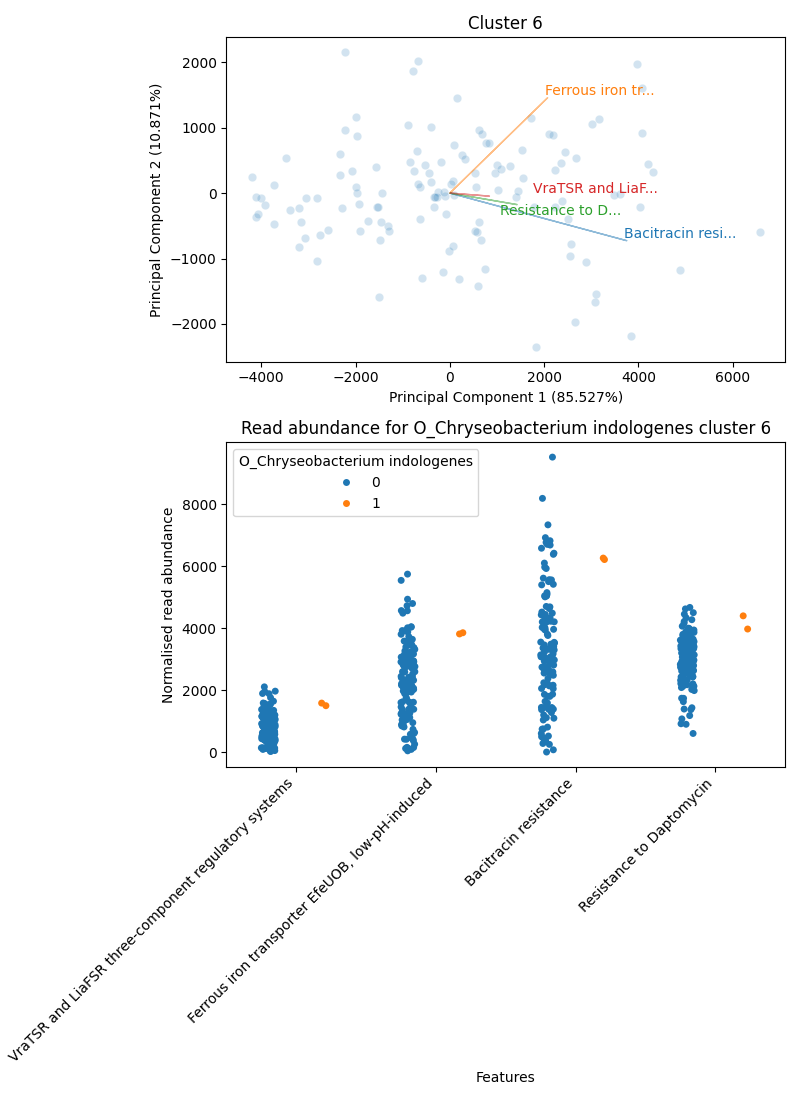 Cluster 6
2000
1000
0
−1000
−2000
Principal Component 2 (10.871%)
Ferrous iron tr...
VraTSR and LiaF...
Resistance to D...
Bacitracin resi...
−4000 −2000 0 2000 4000 6000
Principal Component 1 (85.527%)
Read abundance for O_Chryseobacterium indologenes cluster 6
O_Chryseobacterium indologenes
0
1
8000
6000
4000
2000
0
Normalised read abundance
VraTSR and LiaFSR three-component regulatory systems
Ferrous iron transporter EfeUOB, low-pH-induced
Bacitracin resistance
Resistance to Daptomycin
Features